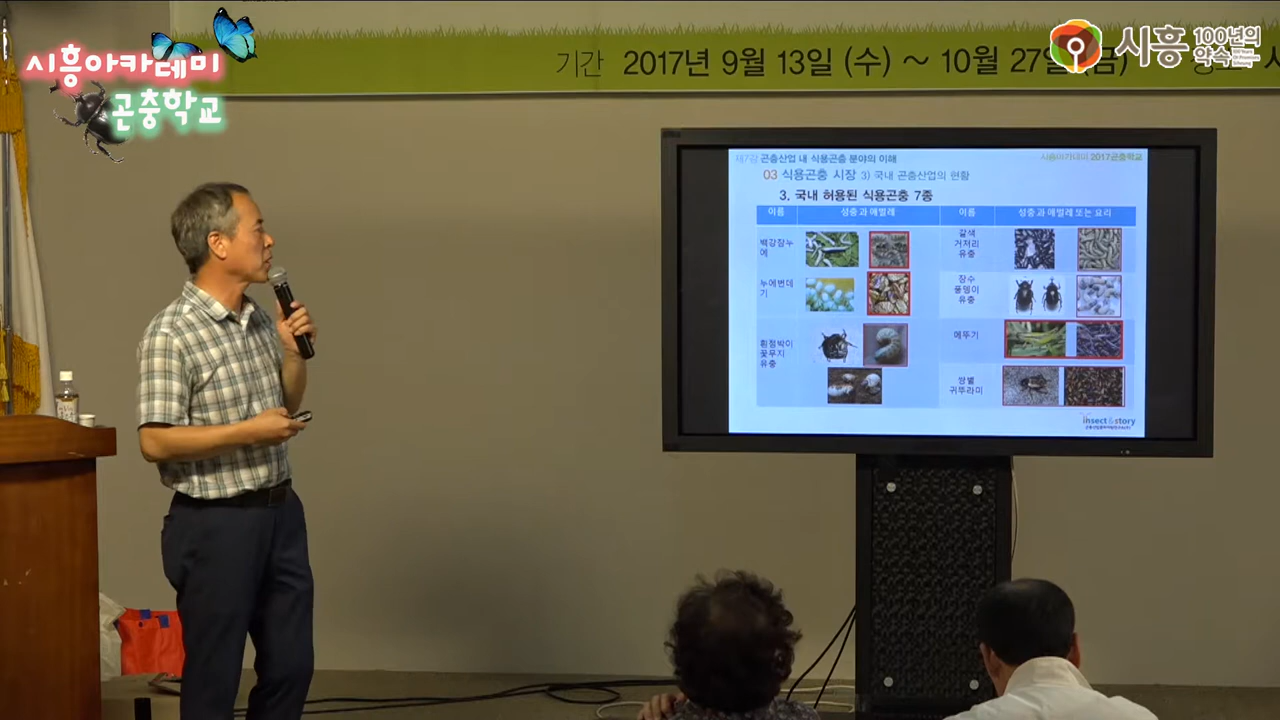 시흥아카데미
곤충학교
기간 2017년 9월 13일 (수) ~ 10월 27일 (금)
시흥 100년의 약속
제7강 곤충산업 내 식용곤충 분야의 이해
시흥아카데미 2017곤충학교
03 식용곤충 시장 3) 국내 곤충산업의 현황
3. 국내 허용된 식용곤충 7종
이름 성충과 애벌레 이름 성충과 애벌레 또는 요리
백강잠누에
갈색
거저리
유충
누에번데기
장수
풍뎅이
유충
흰점박이
꽃무지
유충
메뚜기
쌍별
귀뚜라미
insect&story